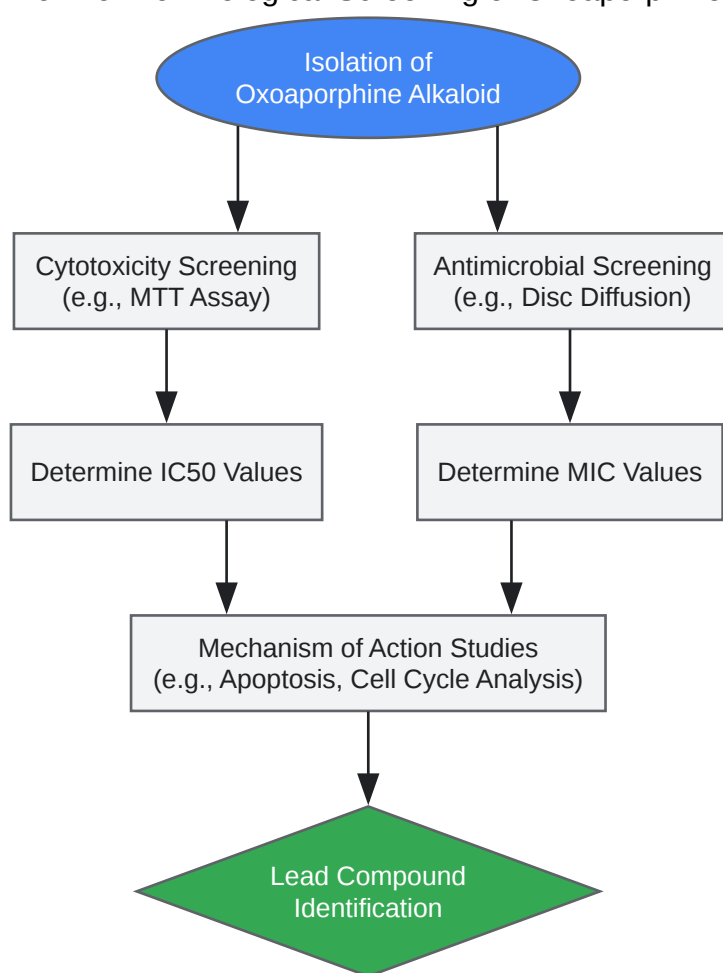 Isolation of
Oxoaporphine Alkaloid
Cytotoxicity Screening
(e.g., MTT Assay)
Antimicrobial Screening
(e.g., Disc Diffusion)
Determine IC50 Values
Determine MIC Values
Mechanism of Action Studies
(e.g., Apoptosis, Cell Cycle Analysis)
Lead Compound
Identification